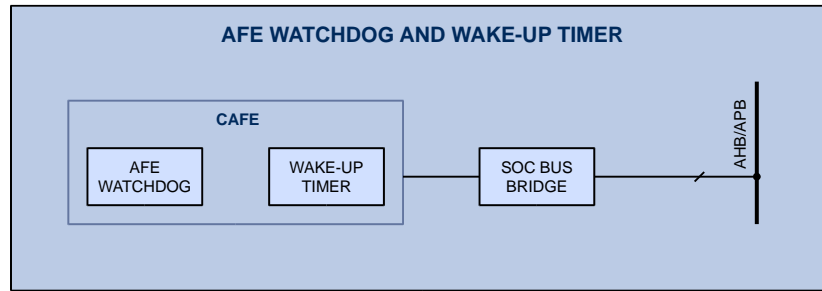 AFE WATCHDOG AND WAKE-UP TIMER
CAFE
AFE
WATCHDOG
WAKE-UP
TIMER
SOC BUS
BRIDGE
AHB/APB